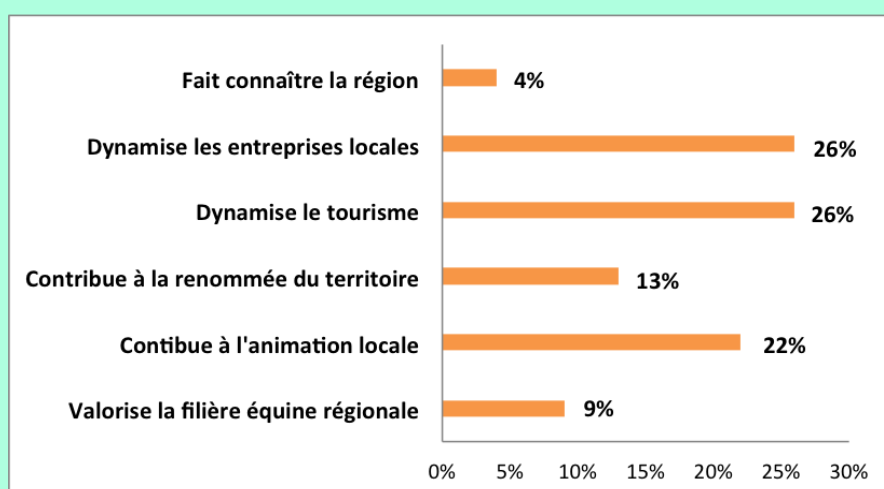 Fait connaître la région 4%
Dynamise les entreprises locales 26%
Dynamise le tourisme 26%
Contribue à la renommée du territoire 13%
Contibue à l'animation locale 22%
Valorise la filière équine régionale 9%
0% 5% 10% 15% 20% 25% 30%